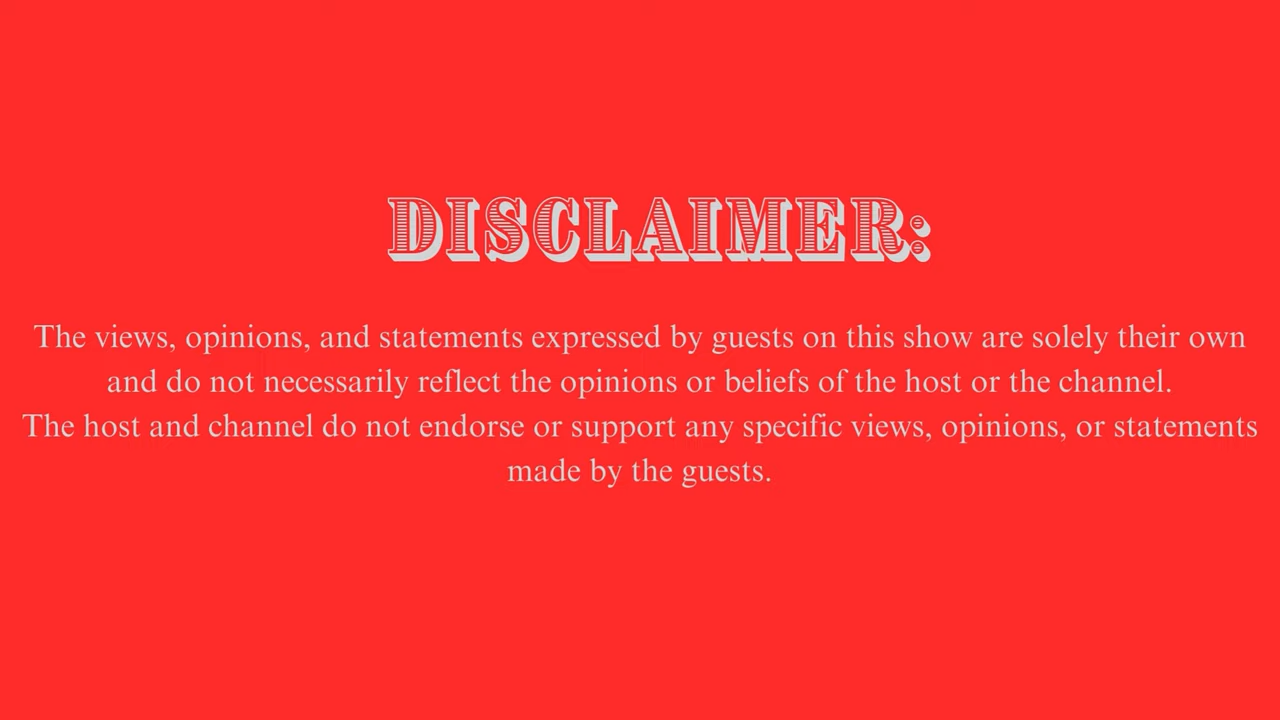 DISCLAIMER:
The views, opinions, and statements expressed by guests on this show are solely their own
and do not necessarily reflect the opinions or beliefs of the host or the channel.
The host and channel do not endorse or support any specific views, opinions, or statements
made by the guests.